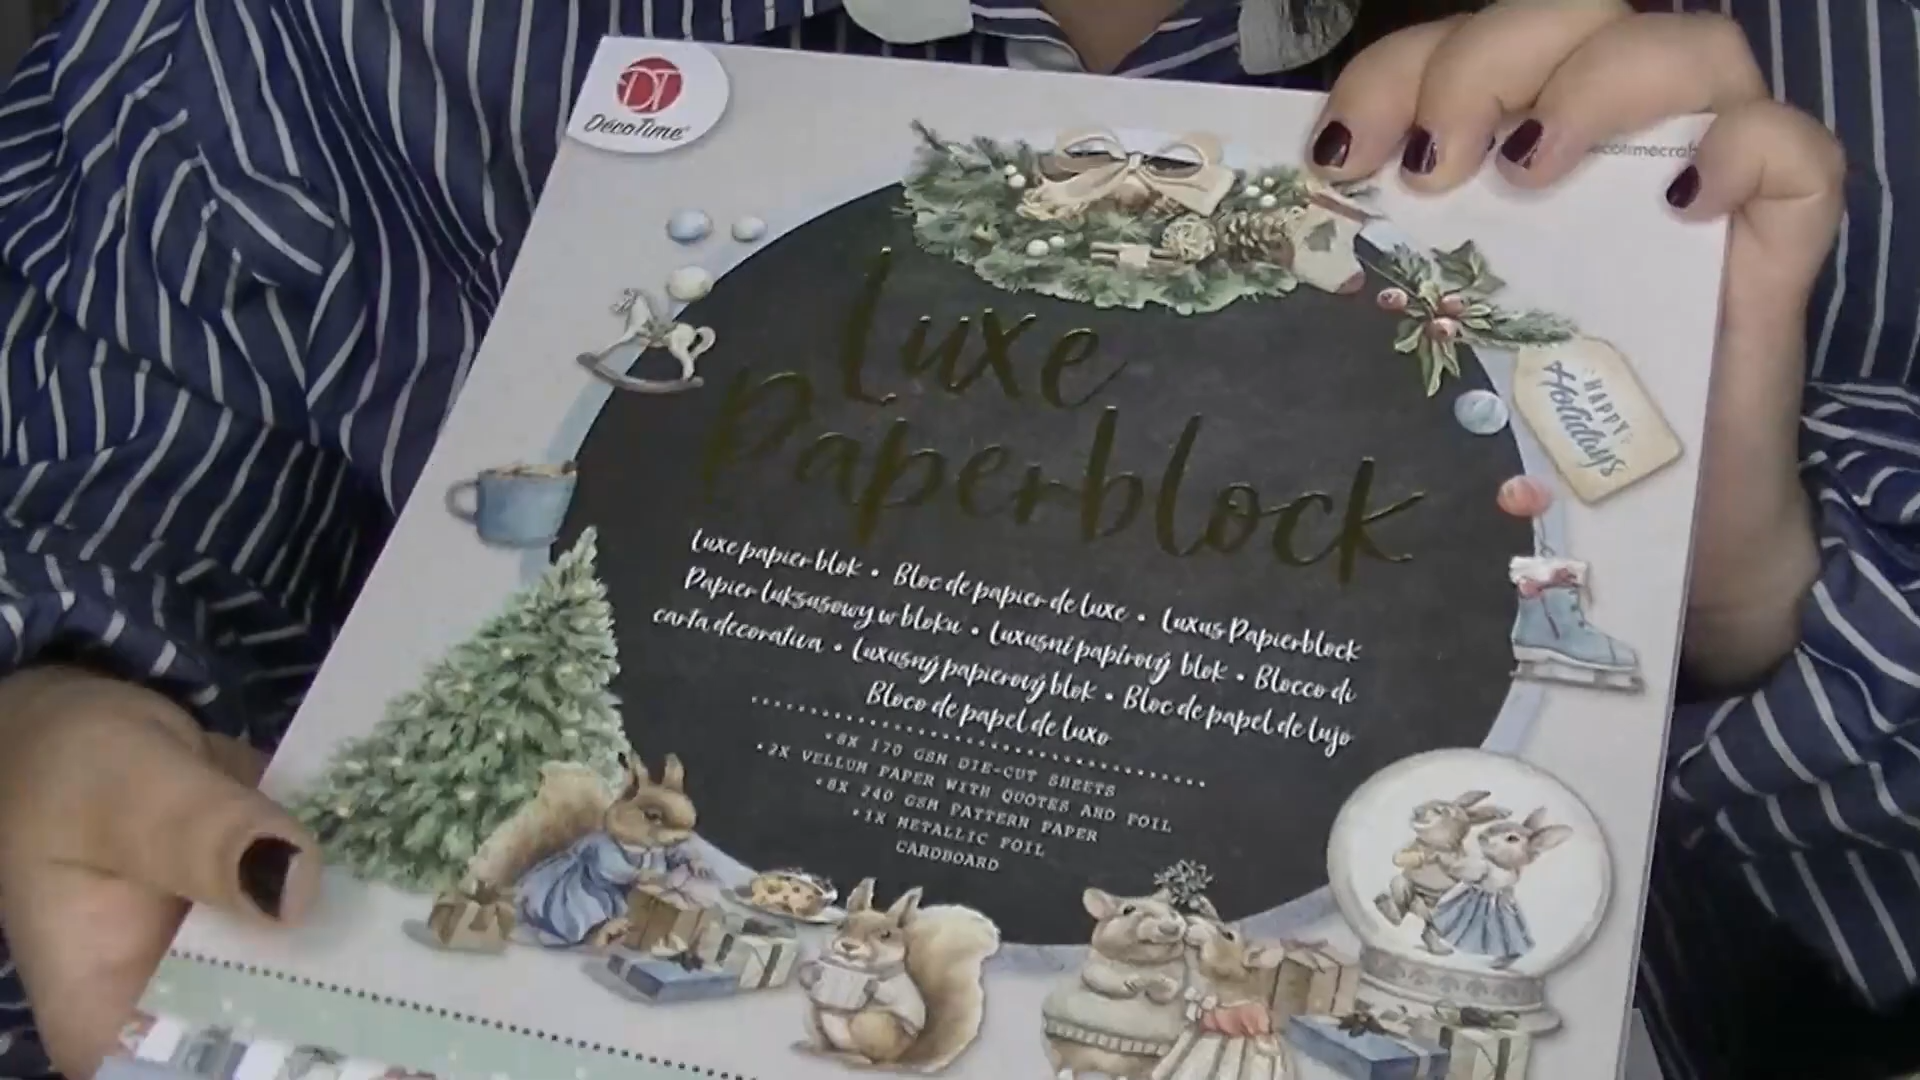 DT
DécoTime
Luxe
Paperblock
HAPPY
Holidays
Luxe papier blok • Bloc de papier de luxe • Luxus Papierblock
Papier luksusowy w bloku • Luxusní papírový blok • Blocco di
carta decorativa • Luxusný papierový blok • Bloc de papel de lujo
Bloco de papel de luxo
• 8X 170 GSM DIE-CUT SHEETS
• 2X VELLUM PAPER WITH QUOTES AND FOIL
• 8X 240 GSM PATTERN PAPER
• 1X METALLIC FOIL
CARDBOARD